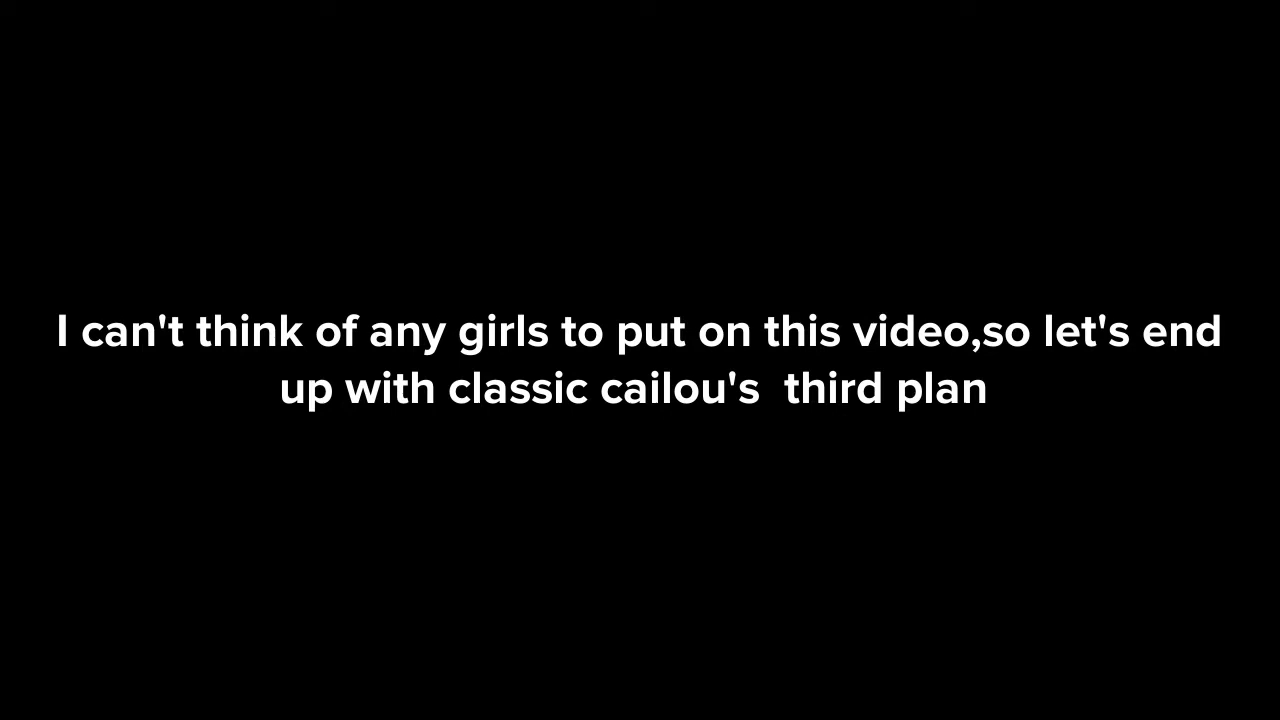 I can't think of any girls to put on this video,so let's end
up with classic cailou's  third plan